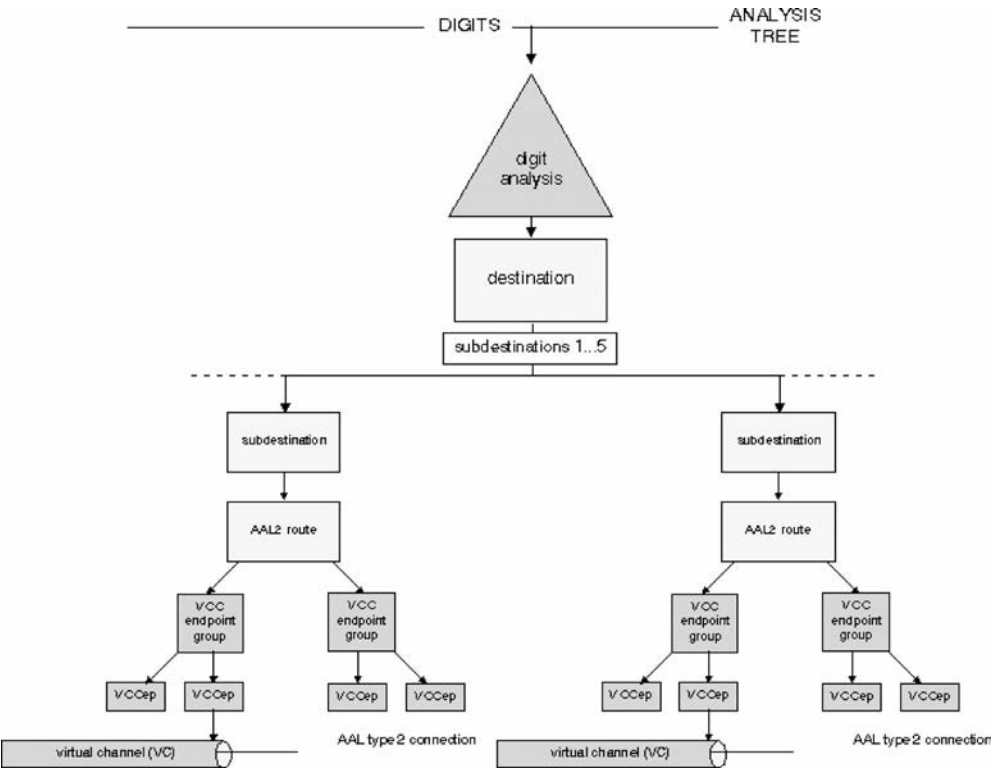 DIGITS
ANALYSIS
TREE
digit
analysis
destination
subdestinations 1...5
subdestination
subdestination
AAL2 route
AAL2 route
VCC
endpoint
group
VCC
endpoint
group
VCC
endpoint
group
VCC
endpoint
group
VCCep
VCCep
VCCep
VCCep
VCCep
VCCep
VCCep
VCCep
virtual channel (VC)
AAL type 2 connection
virtual channel (VC)
AAL type 2 connection